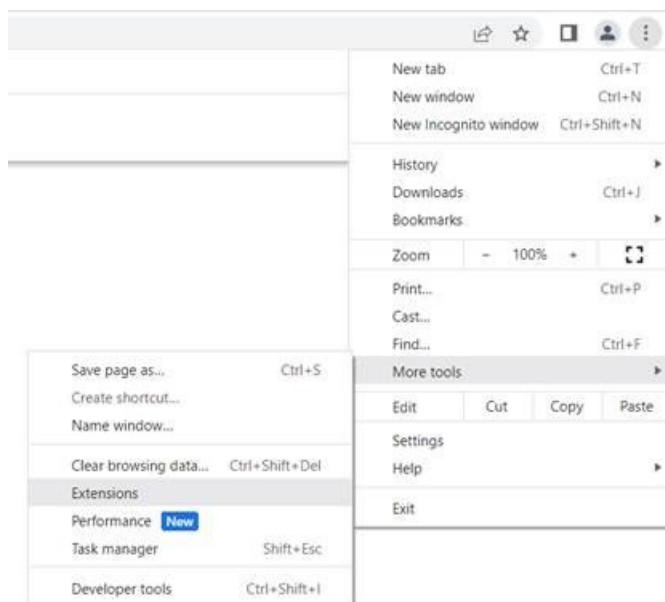 New tab Ctrl+T
New window Ctrl+N
New Incognito window Ctrl+Shift+N
History
Downloads Ctrl+J
Bookmarks
Zoom - 100% +
Print... Ctrl+P
Cast...
Find... Ctrl+F
More tools
Edit Cut Copy Paste
Settings
Help
Exit
Save page as... Ctrl+S
Create shortcut...
Name window...
Clear browsing data... Ctrl+Shift+Del
Extensions
Performance New
Task manager Shift+Esc
Developer tools Ctrl+Shift+I